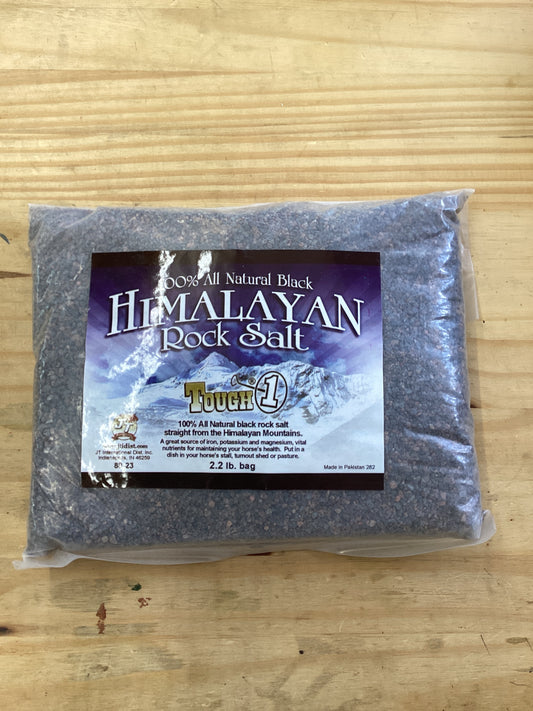 100% All Natural Black
HIMALAYAN
Rock Salt
TOUGH 1
100% All Natural black rock salt
straight from the Himalayan Mountains.
A great source of iron, potassium and magnesium, vital
nutrients for maintaining your horse's health. Put in a
dish in your horse's stall, turnout shed or pasture.
JT International Dist. Inc.
Indianapolis, IN 46250
2.2 lb. bag
Made in Pakistan 282